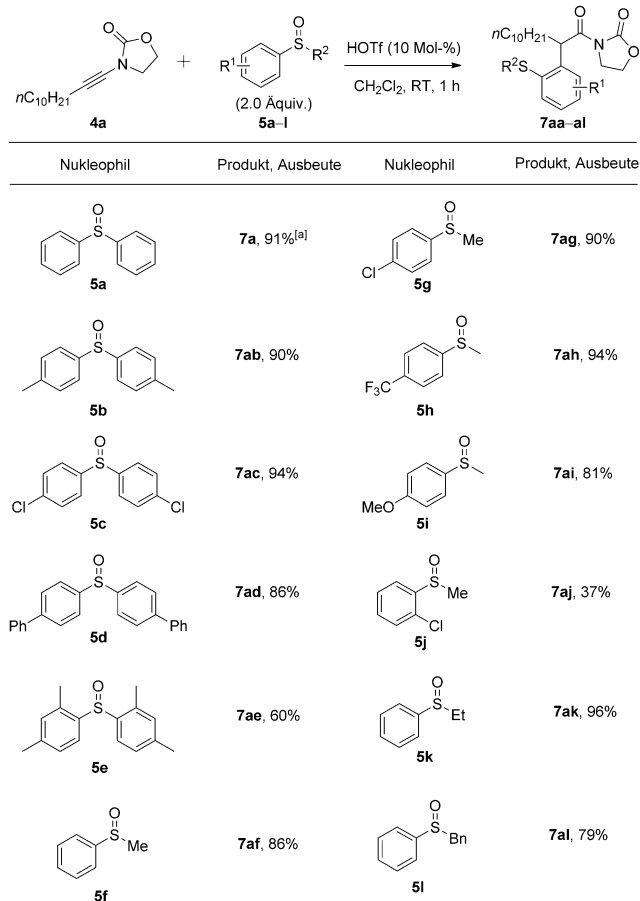 O O O O
O S nC10H21 N O
N HOTf (10 Mol-%) R2S
R1 R2 R1
nC10H21 CH2Cl2, RT, 1 h
(2.0 Äquiv.)
4a 5a–l 7aa–al
Nukleophil Produkt, Ausbeute Nukleophil Produkt, Ausbeute
O O
S 7a, 91%[a] S Me 7ag, 90%
Cl
5a 5g
O O
S 7ab, 90% S 7ah, 94%
F3C
5b 5h
O O
S 7ac, 94% S 7ai, 81%
Cl Cl MeO
5c 5i
O O
S 7ad, 86% S Me 7aj, 37%
Ph Ph Cl
5d 5j
O O
S 7ae, 60% S Et 7ak, 96%
5e 5k
O O
S Me 7af, 86% S Bn 7al, 79%
5f 5l